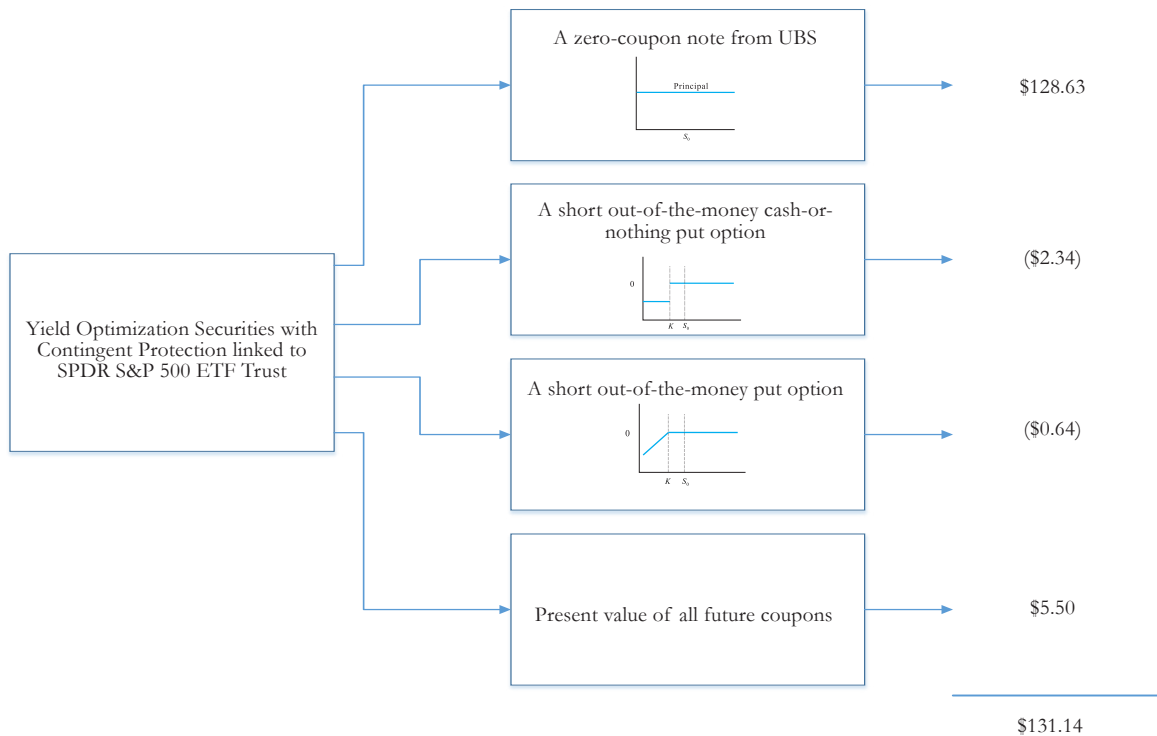 A zero-coupon note from UBS
Principal
S₀
$128.63
A short out-of-the-money cash-or-
nothing put option
0
K S₀
($2.34)
Yield Optimization Securities with
Contingent Protection linked to
SPDR S&P 500 ETF Trust
A short out-of-the-money put option
0
K S₀
($0.64)
Present value of all future coupons
$5.50
$131.14